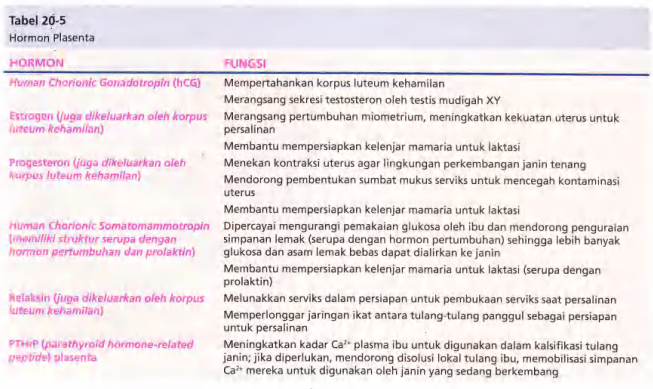 Tabel 20-5
Hormon Plasenta
HORMON FUNGSI
Human Chorionic Gonadotropin (hCG) Mempertahankan korpus luteum kehamilan
Merangsang sekresi testosteron oleh testis mudigah XY
Estrogen (juga dikeluarkan oleh korpus Merangsang pertumbuhan miometrium, meningkatkan kekuatan uterus untuk
luteum kehamilan) persalinan
Membantu mempersiapkan kelenjar mamaria untuk laktasi
Progesteron (juga dikeluarkan oleh Menekan kontraksi uterus agar lingkungan perkembangan janin tenang
korpus luteum kehamilan) Mendorong pembentukan sumbat mukus serviks untuk mencegah kontaminasi
uterus
Membantu mempersiapkan kelenjar mamaria untuk laktasi
Human Chorionic Somatomammotropin Dipercayai mengurangi pemakaian glukosa oleh ibu dan mendorong penguraian
(memiliki struktur serupa dengan simpanan lemak (serupa dengan hormon pertumbuhan) sehingga lebih banyak
hormon pertumbuhan dan prolaktin) glukosa dan asam lemak bebas dapat dialirkan ke janin
Membantu mempersiapkan kelenjar mamaria untuk laktasi (serupa dengan
prolaktin)
Relaksin (juga dikeluarkan oleh korpus Melunakkan serviks dalam persiapan untuk pembukaan serviks saat persalinan
luteum kehamilan) Memperlonggar jaringan ikat antara tulang-tulang panggul sebagai persiapan
untuk persalinan
PTHrP (parathyroid hormone-related Meningkatkan kadar Ca²⁺ plasma ibu untuk digunakan dalam kalsifikasi tulang
peptide) plasenta janin; jika diperlukan, mendorong disolusi lokal tulang ibu, memobilisasi simpanan
Ca²⁺ mereka untuk digunakan oleh janin yang sedang berkembang